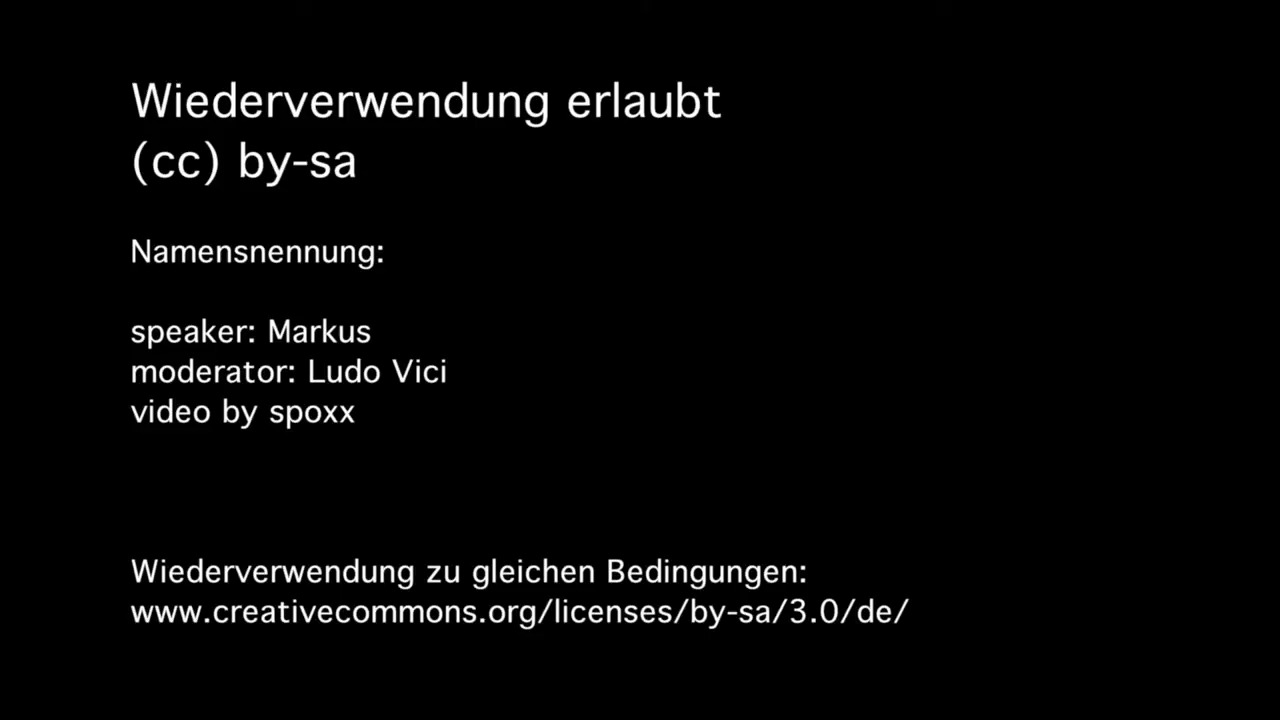 Wiederverwendung erlaubt
(cc) by-sa
Namensnennung:
speaker: Markus
moderator: Ludo Vici
video by spoxx
Wiederverwendung zu gleichen Bedingungen:
www.creativecommons.org/licenses/by-sa/3.0/de/